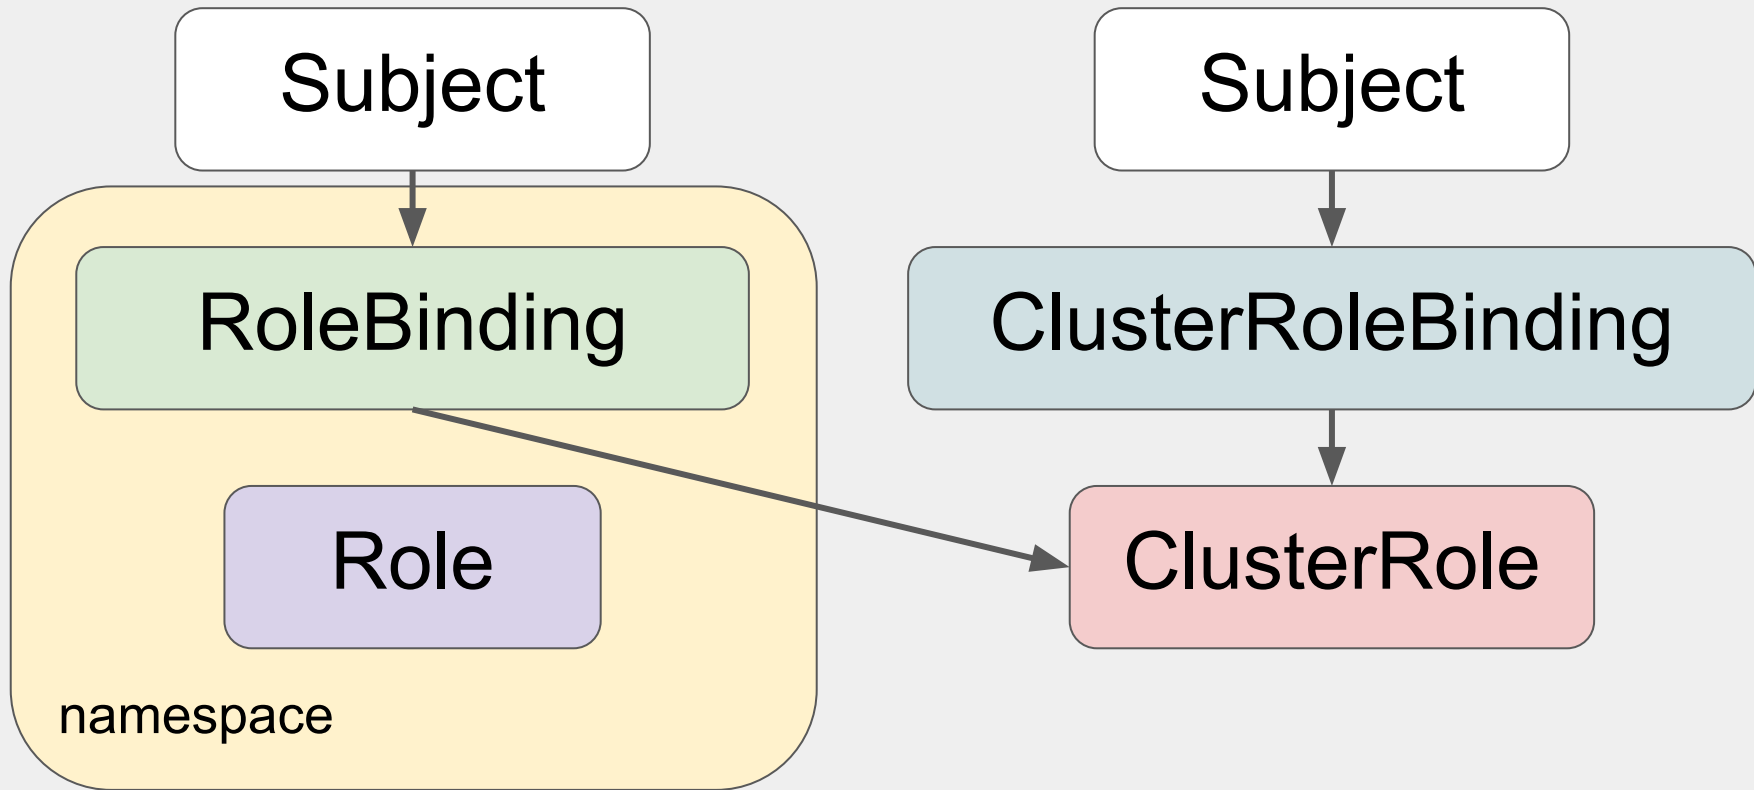 Subject
Subject
RoleBinding
ClusterRoleBinding
Role
ClusterRole
namespace